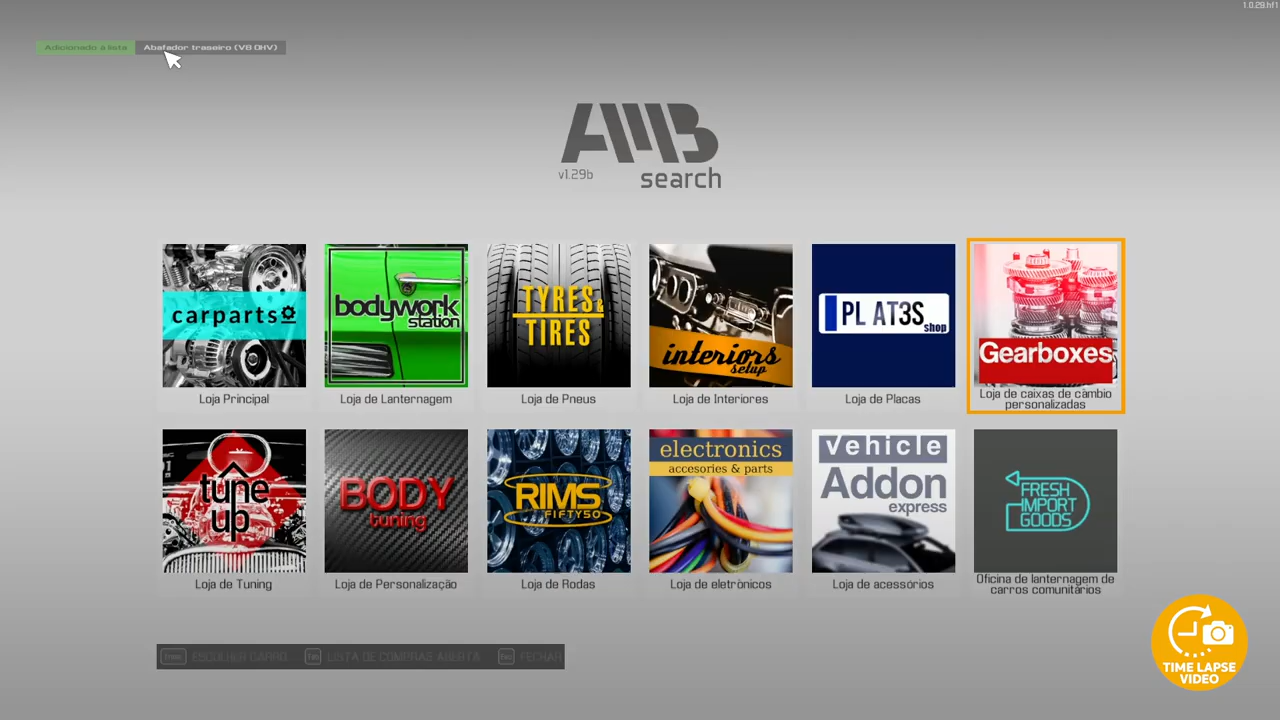 1.0.29.hf1
Adicionado à lista Abafador traseiro (V8 OHV)
AMB
v1.29b search
carparts
bodywork
station
TYRES &
TIRES
interiors
setup
PL AT3S
shop
Gearboxes
Loja Principal
Loja de Lanternagem
Loja de Pneus
Loja de Interiores
Loja de Placas
Loja de caixas de câmbio
personalizadas
tune
up
BODY
tuning
RIMS
FIFTY50
electronics
accesories & parts
vehicle
Addon
express
FRESH
IMPORT
GOODS
Loja de Tuning
Loja de Personalização
Loja de Rodas
Loja de eletrônicos
Loja de acessórios
Oficina de lanternagem de
carros comunitários
ESCOLHER CARRO Tab LISTA DE COMPRAS ABERTA Esc FECHAR
TIME LAPSE
VIDEO